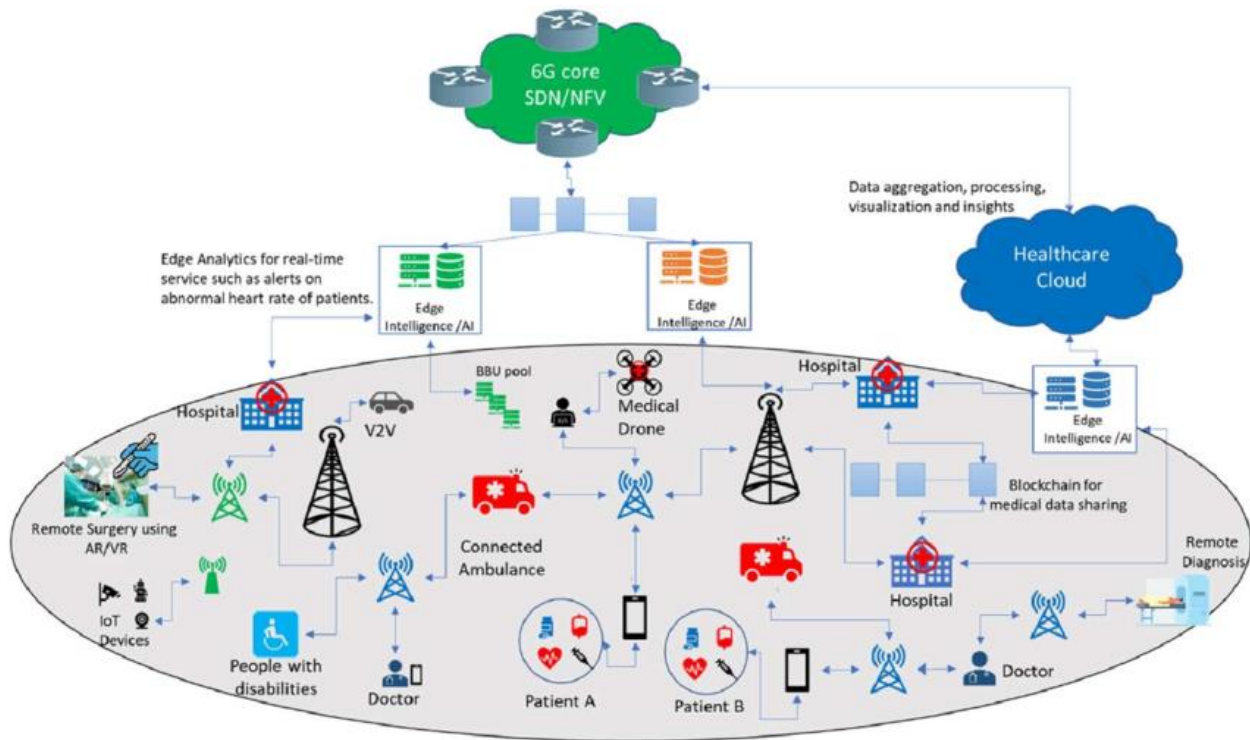 6G core
SDN/NFV
Data aggregation, processing,
visualization and insights
Healthcare
Cloud
Edge Analytics for real-time
service such as alerts on
abnormal heart rate of patients.
Edge
Intelligence /AI
Edge
Intelligence /AI
Edge
Intelligence /AI
Hospital
V2V
BBU pool
Medical
Drone
Hospital
Remote Surgery using
AR/VR
Connected
Ambulance
Blockchain for
medical data sharing
Hospital
Remote
Diagnosis
IoT
Devices
People with
disabilities
Doctor
Patient A
Patient B
Doctor